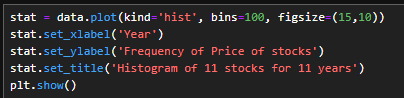 stat = data.plot(kind='hist', bins=100, figsize=(15,10))
stat.set_xlabel('Year')
stat.set_ylabel('Frequency of Price of stocks')
stat.set_title('Histogram of 11 stocks for 11 years')
plt.show()